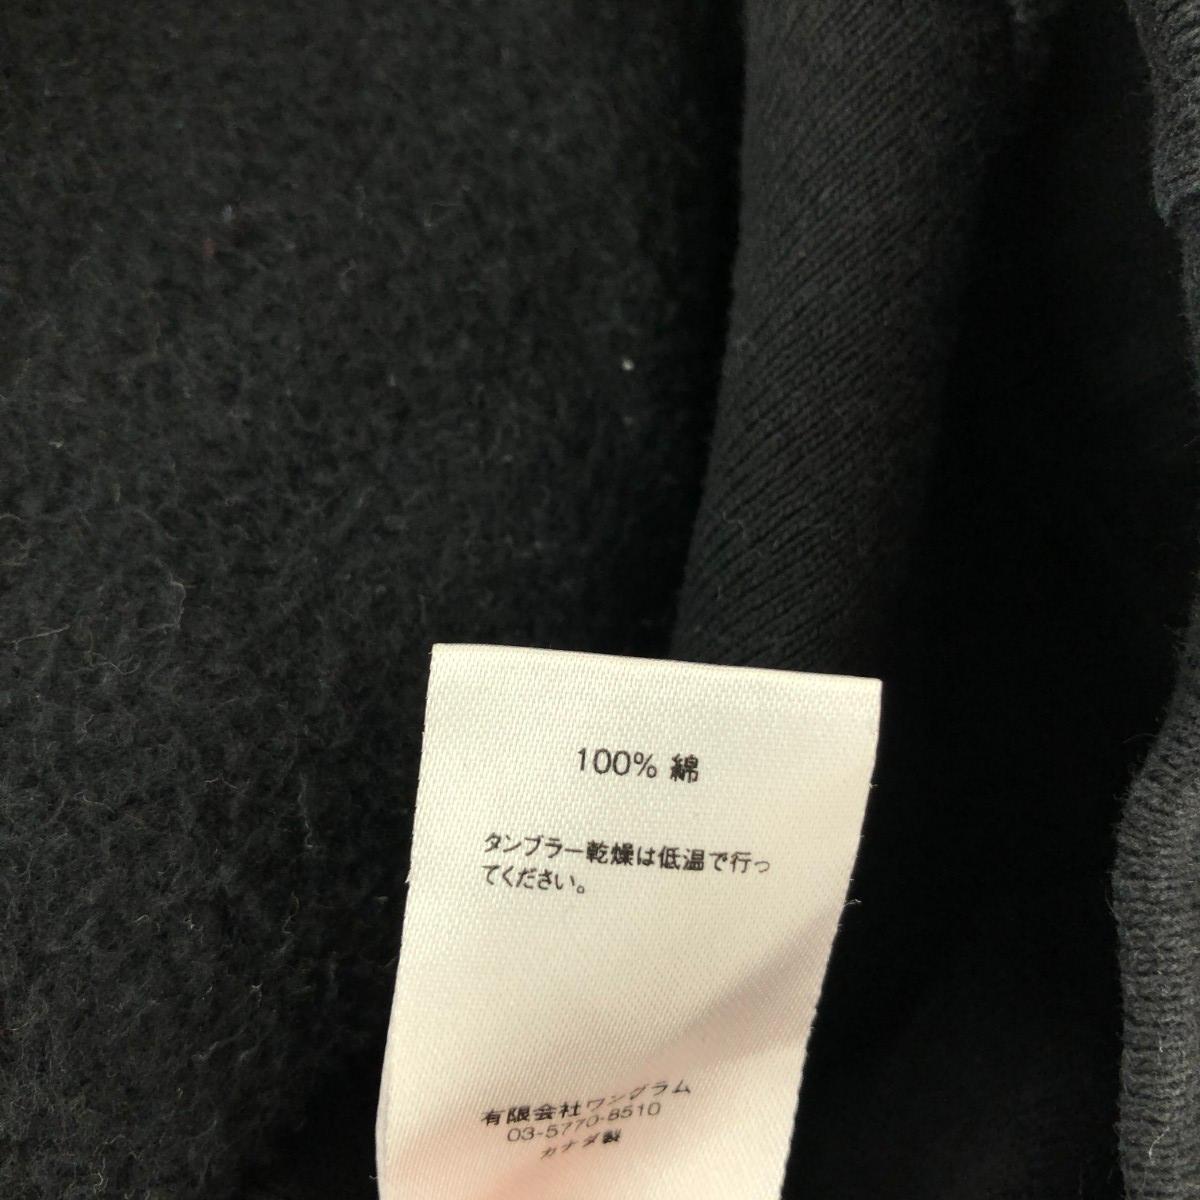 100% 綿
タンブラー乾燥は低温で行っ
てください。
有限会社ワングラム
03-5770-8510
カナダ製